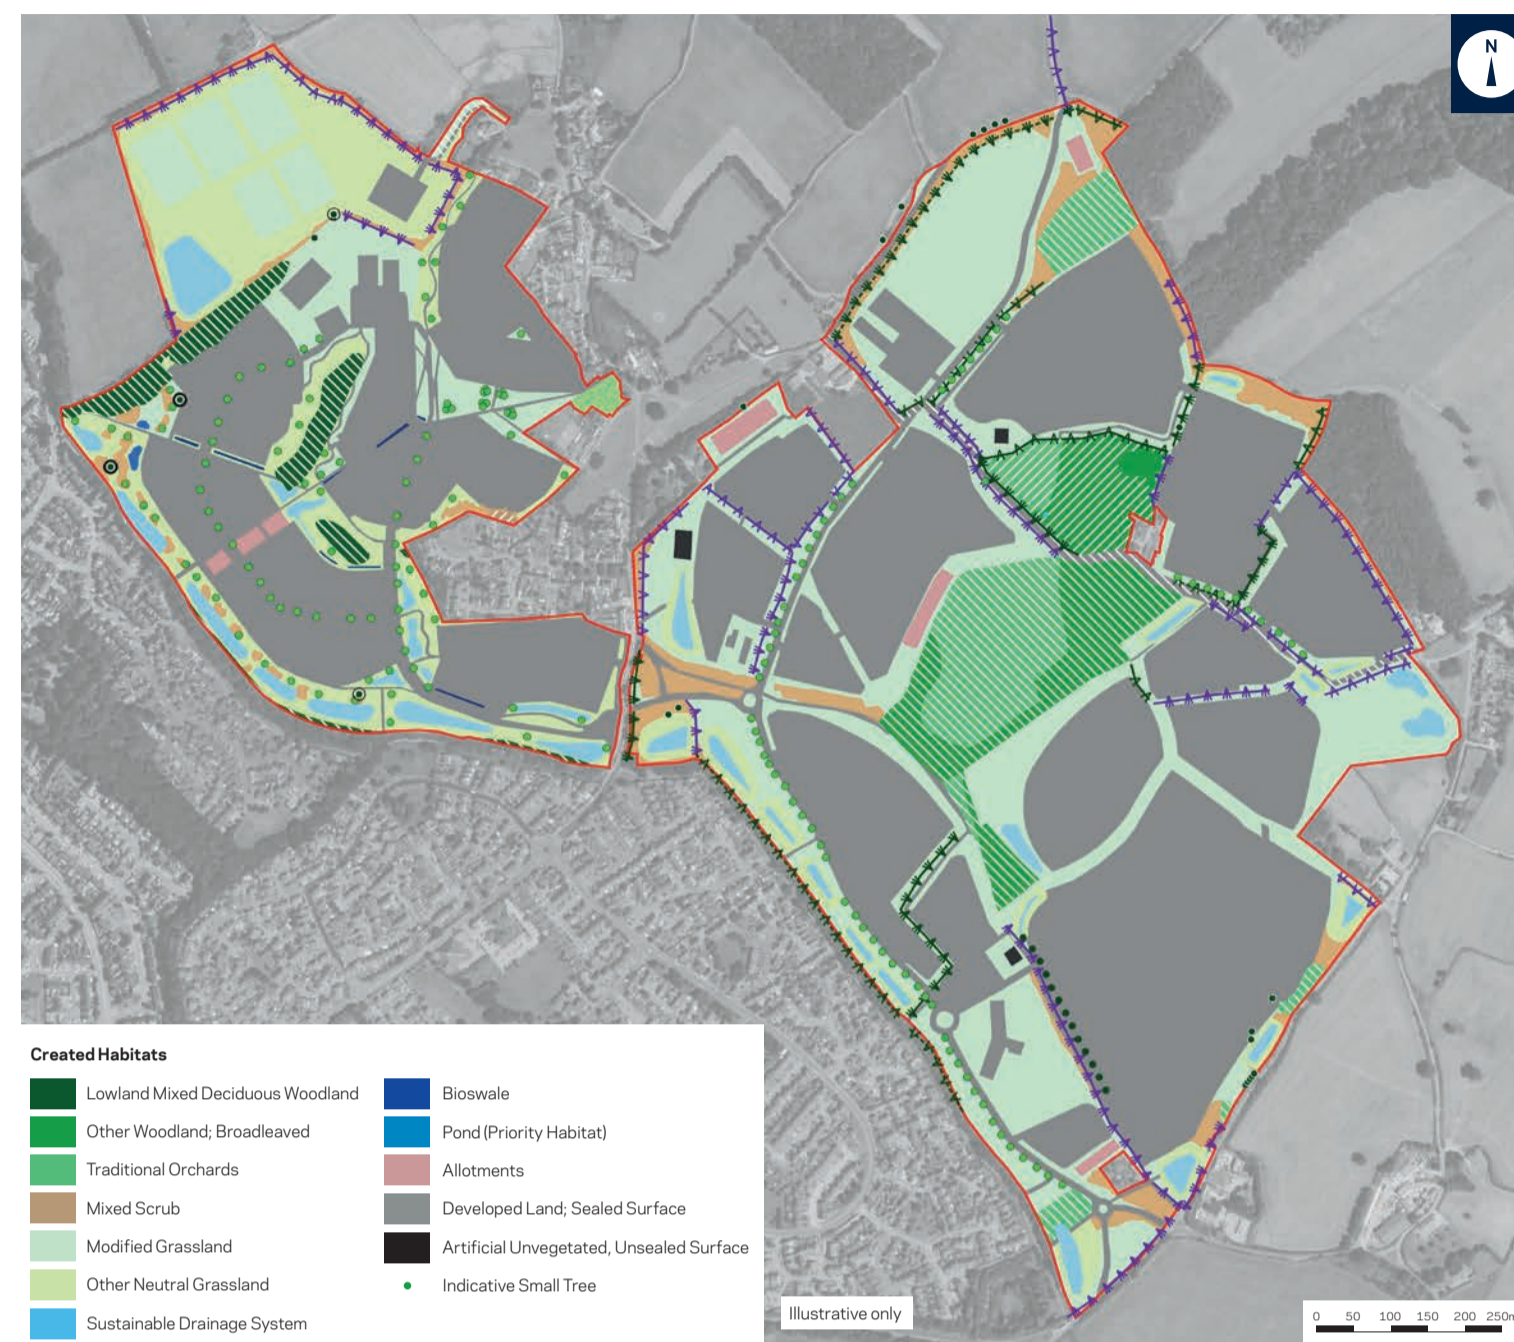 N
Created Habitats
Lowland Mixed Deciduous Woodland
Other Woodland; Broadleaved
Traditional Orchards
Mixed Scrub
Modified Grassland
Other Neutral Grassland
Sustainable Drainage System
Bioswale
Pond (Priority Habitat)
Allotments
Developed Land; Sealed Surface
Artificial Unvegetated, Unsealed Surface
Indicative Small Tree
Illustrative only
0 50 100 150 200 250m